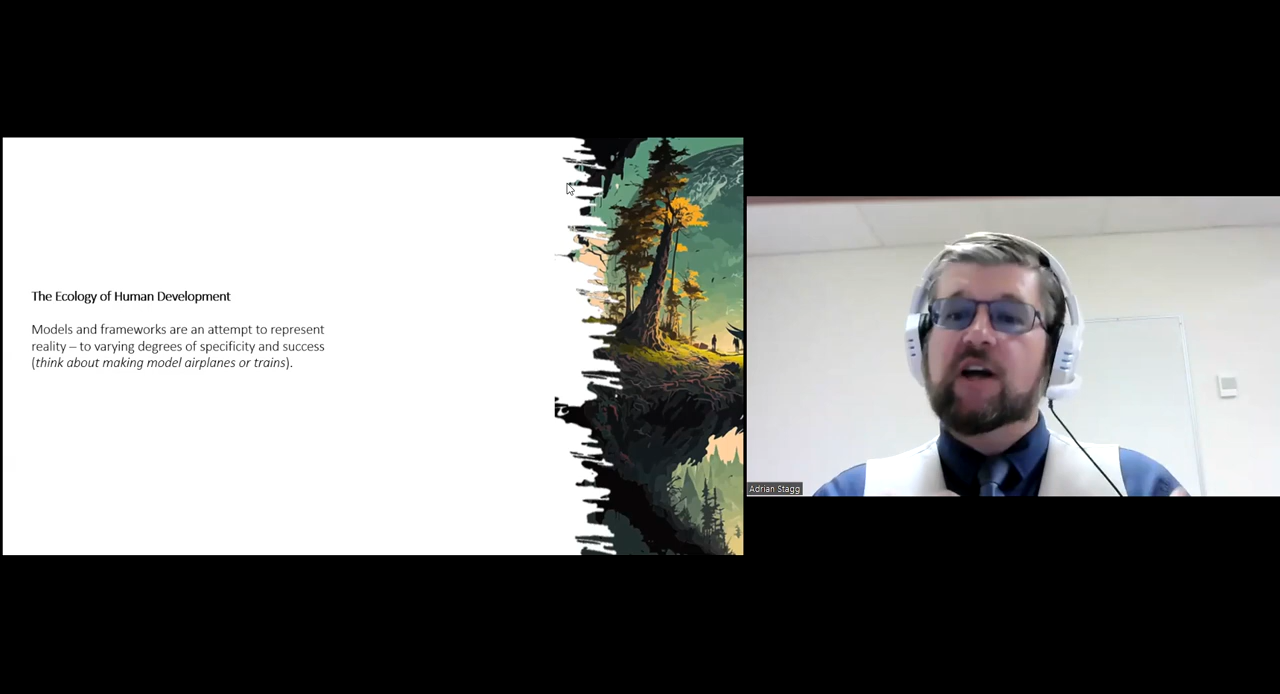 The Ecology of Human Development
Models and frameworks are an attempt to represent
reality – to varying degrees of specificity and success
(think about making model airplanes or trains).
Adrian Stagg